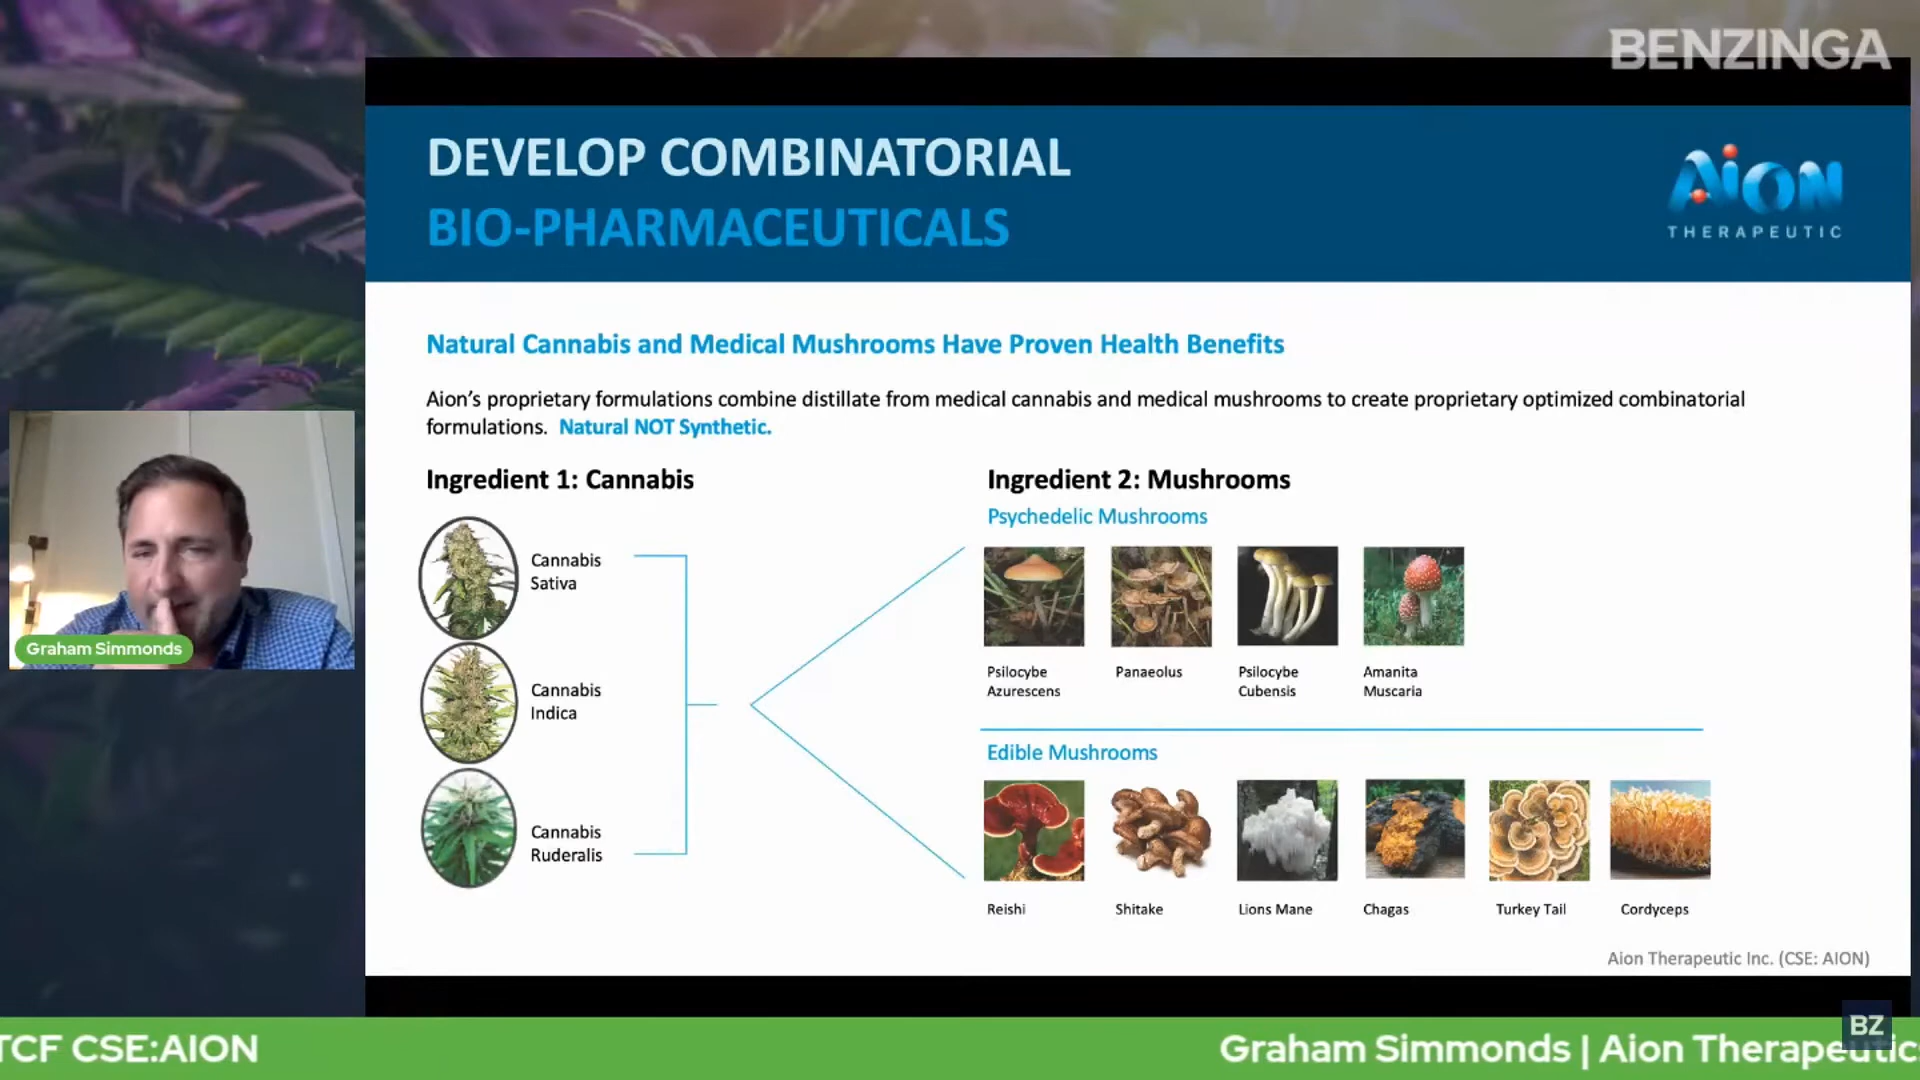 BENZINGA
DEVELOP COMBINATORIAL
BIO-PHARMACEUTICALS
AiON
THERAPEUTIC
Natural Cannabis and Medical Mushrooms Have Proven Health Benefits
Aion’s proprietary formulations combine distillate from medical cannabis and medical mushrooms to create proprietary optimized combinatorial
formulations. Natural NOT Synthetic.
Ingredient 1: Cannabis
Cannabis
Sativa
Cannabis
Indica
Cannabis
Ruderalis
Ingredient 2: Mushrooms
Psychedelic Mushrooms
Psilocybe
Azurescens
Panaeolus
Psilocybe
Cubensis
Amanita
Muscaria
Edible Mushrooms
Reishi
Shitake
Lions Mane
Chagas
Turkey Tail
Cordyceps
Aion Therapeutic Inc. (CSE: AION)
Graham Simmonds
BZ
TCF CSE:AION
Graham Simmonds | Aion Therapeutic